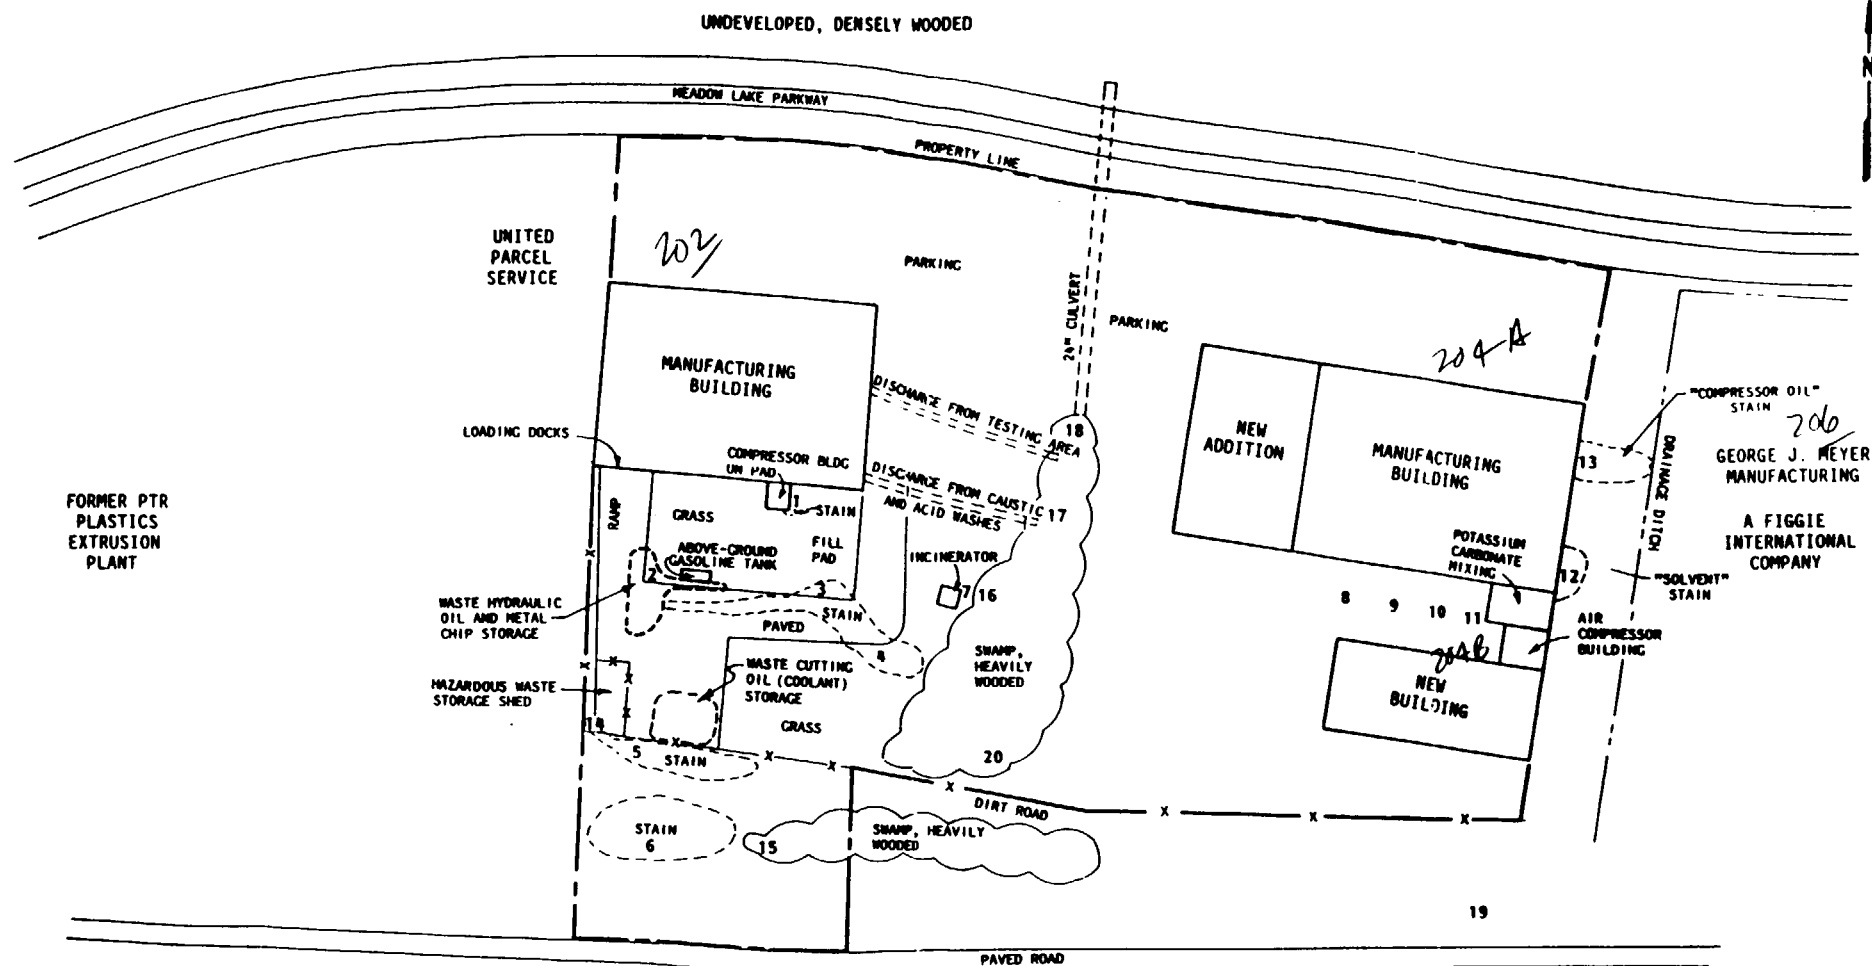 UNDEVELOPED, DENSELY WOODED
N
MEADOW LAKE PARKWAY
PROPERTY LINE
UNITED
PARCEL
SERVICE
202
PARKING
24" CULVERT
PARKING
204-A
MANUFACTURING
BUILDING
DISCHARGE FROM TESTING AREA
18
NEW
ADDITION
MANUFACTURING
BUILDING
"COMPRESSOR OIL"
STAIN
206
13
DRAINAGE DITCH
GEORGE J. MEYER
MANUFACTURING
A FIGGIE
INTERNATIONAL
COMPANY
LOADING DOCKS
COMPRESSOR BLDG
ON PAD
1
STAIN
DISCHARGE FROM CAUSTIC
AND ACID WASHES
17
FORMER PTR
PLASTICS
EXTRUSION
PLANT
RAMP
GRASS
ABOVE-GROUND
GASOLINE TANK
FILL
PAD
2
3
INCINERATOR
7
16
POTASSIUM
CARBONATE
MIXING
12
"SOLVENT"
STAIN
8
9
10
11
WASTE HYDRAULIC
OIL AND METAL
CHIP STORAGE
STAIN
PAVED
4
AIR
COMPRESSOR
BUILDING
SWAMP,
HEAVILY
WOODED
204B
NEW
BUILDING
HAZARDOUS WASTE
STORAGE SHED
WASTE CUTTING
OIL (COOLANT)
STORAGE
14
GRASS
5
STAIN
20
DIRT ROAD
STAIN
6
15
SWAMP, HEAVILY
WOODED
19
PAVED ROAD